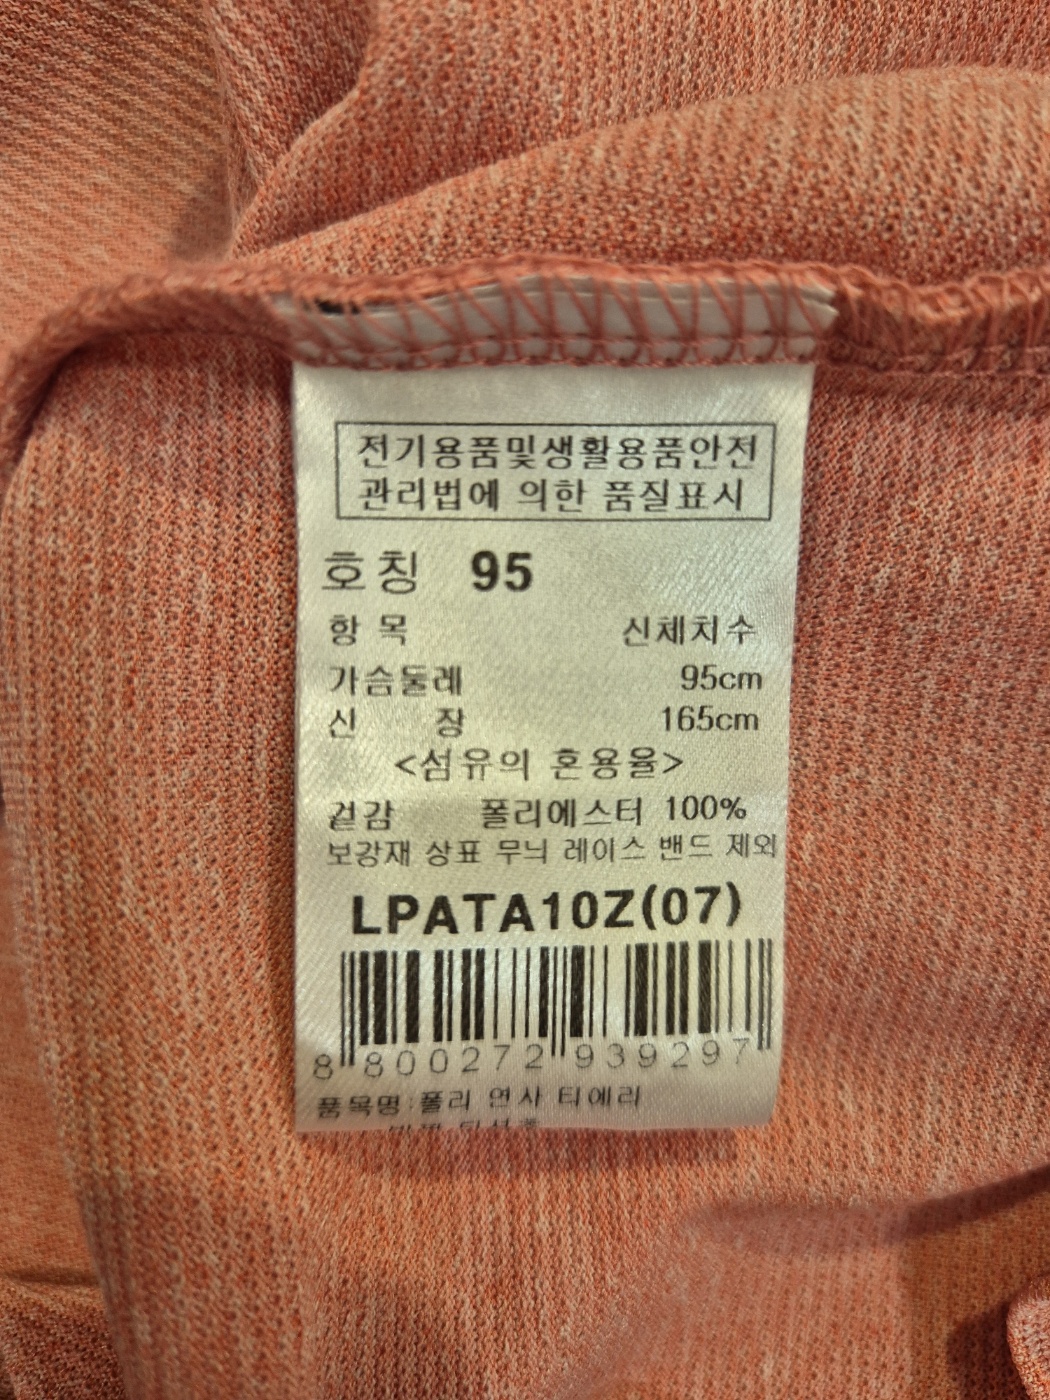 전기용품및생활용품안전
관리법에 의한 품질표시
호칭 95
항목 신체치수
가슴둘레 95cm
신 장 165cm
<섬유의 혼용율>
겉감 폴리에스터 100%
보강재 상표 무늬 레이스 밴드 제외
LPATA10Z(07)
8 800272 939297
품목명:폴리 연사 티에리